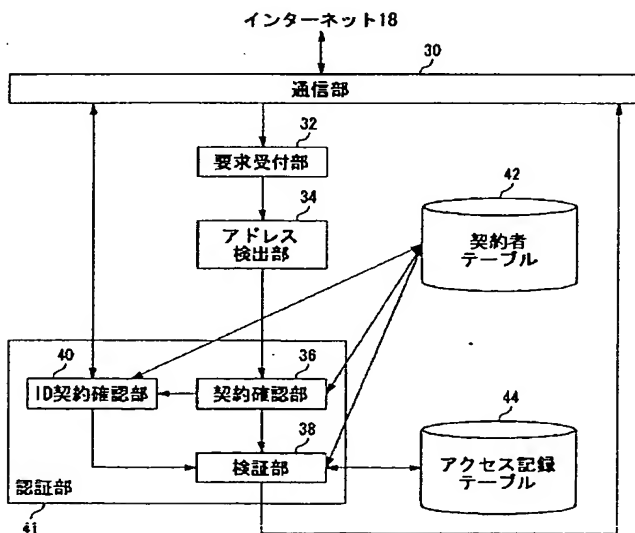 インターネット18
30
通信部
32
要求受付部
34
アドレス
検出部
42
契約者
テーブル
40
ID契約確認部
36
契約確認部
38
検証部
認証部
41
44
アクセス記録
テーブル